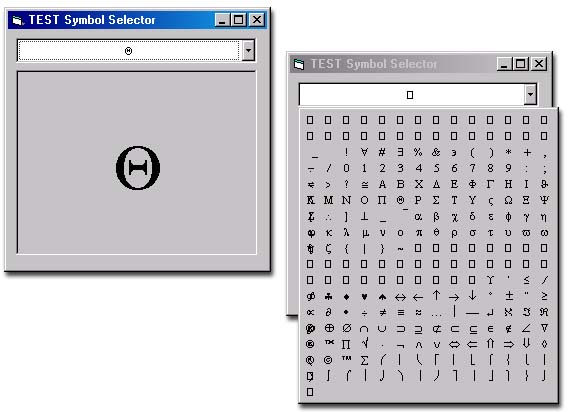 TEST Symbol Selector
Θ
Θ
TEST Symbol Selector
_ ! ∀ # ∃ % & э ( ) * + ,
÷ / 0 1 2 3 4 5 6 7 8 9 : ;
> ? ≅ Α Β Χ Δ Ε Φ Γ Η Ι ϑ
Μ Ν Ο Π Θ Ρ Σ Τ Υ ς Ω Ξ Ψ
∴ ] ⊥ _ ‾ α β χ δ ε φ γ η
κ λ μ ν ο π θ ρ σ τ υ ϖ ω
ζ { | } ~
ϒ ′ ≤ ⁄
♣ ♦ ♥ ♠ ↔ ← ↑ → ↓ ° ± ″ ≥
∝ ∂ • ÷ ≠ ≡ ≈ … | — ↵ ℵ ℑ ℜ
⊕ ∅ ∩ ∪ ⊃ ⊇ ⊄ ⊂ ⊆ ∈ ∉ ∠ ∇
™ ∏ √ ⋅ ¬ ∧ ∨ ⇔ ⇐ ⇑ ⇒ ⇓ ◊
© ™ ∑ ⎛ ⎜ ⎝ ⎡ ⎢ ⎣ ⎧ ⎨ ⎩ ⎪
∫ ⌠ ⎮ ⌡ ⎞ ⎟ ⎠ ⎤ ⎥ ⎦ ⎫ ⎬ ⎭